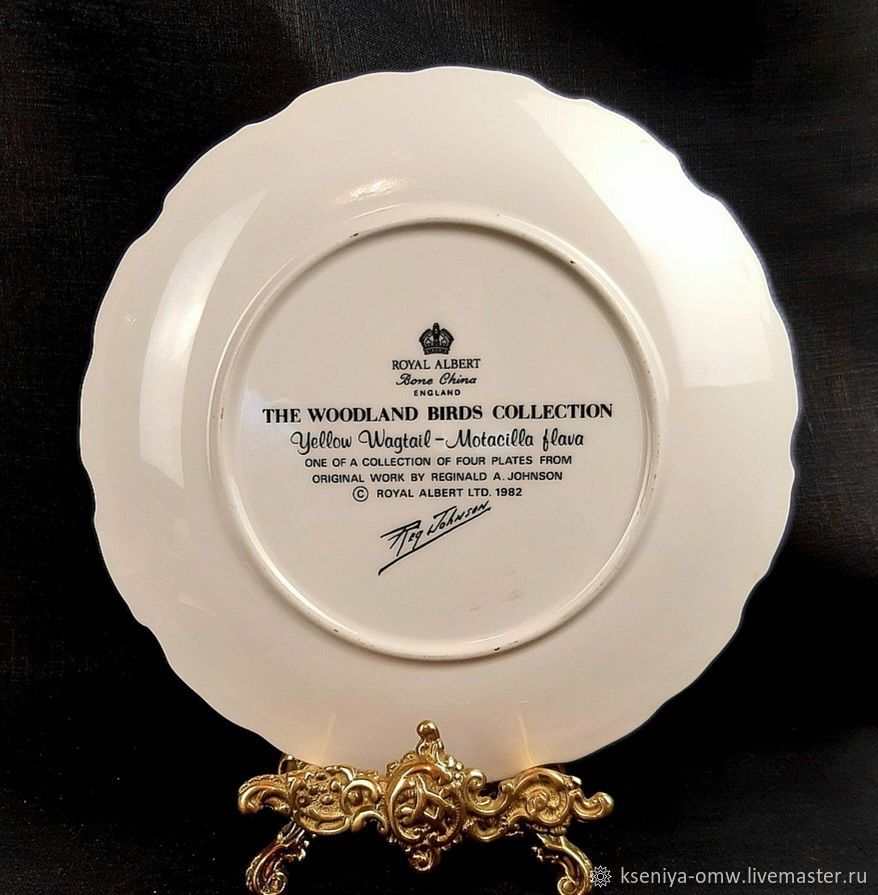 ROYAL ALBERT
Bone China
ENGLAND
THE WOODLAND BIRDS COLLECTION
Yellow Wagtail - Motacilla flava
ONE OF A COLLECTION OF FOUR PLATES FROM
ORIGINAL WORK BY REGINALD A. JOHNSON
© ROYAL ALBERT LTD. 1982
Reg Johnson
kseniya-omw.livemaster.ru